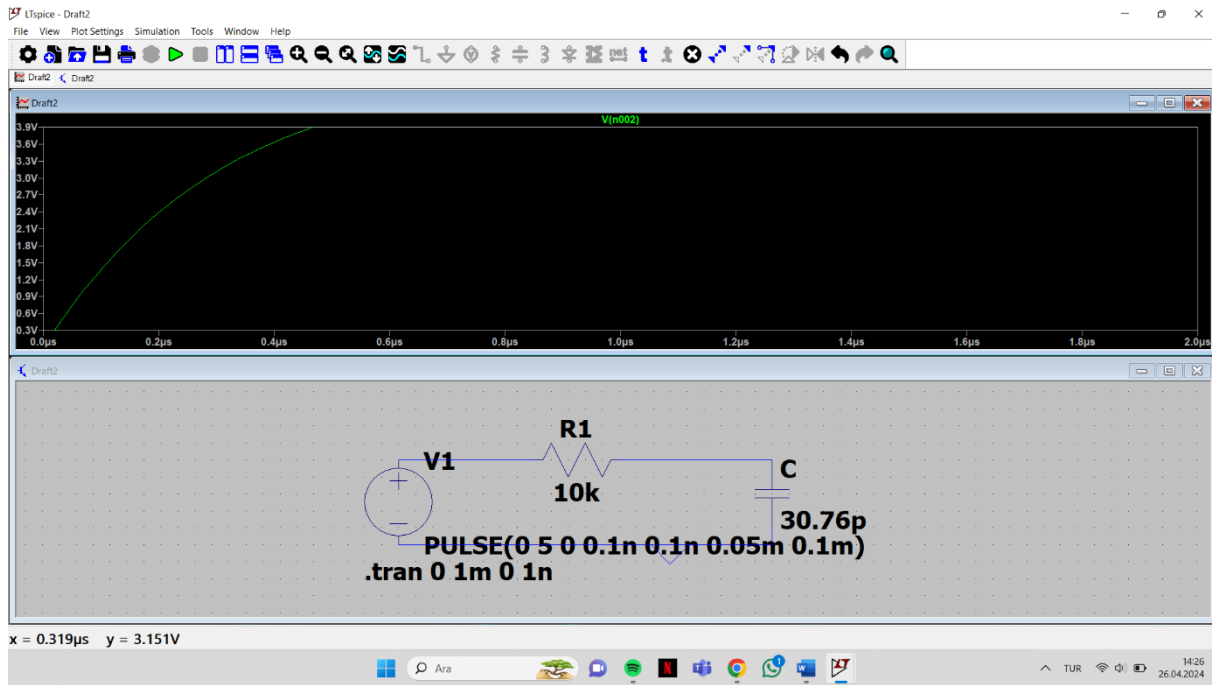 LTspice - Draft2
File View Plot Settings Simulation Tools Window Help
net t t
Draft2 Draft2
Draft2
V(n002)
3.9V
3.6V
3.3V
3.0V
2.7V
2.4V
2.1V
1.8V
1.5V
1.2V
0.9V
0.6V
0.3V
0.0µs 0.2µs 0.4µs 0.6µs 0.8µs 1.0µs 1.2µs 1.4µs 1.6µs 1.8µs 2.0µs
Draft2
R1
V1
C
10k
30.76p
PULSE(0 5 0 0.1n 0.1n 0.05m 0.1m)
.tran 0 1m 0 1n
x = 0.319µs y = 3.151V
Ara
N
1
W
TUR
14:26
26.04.2024